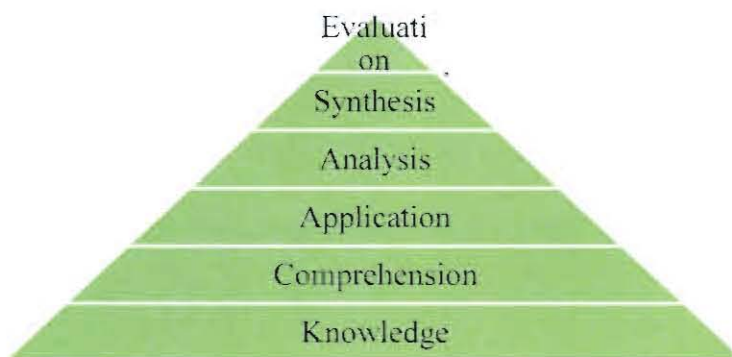 Evaluati
on
Synthesis
Analysis
Application
Comprehension
Knowledge